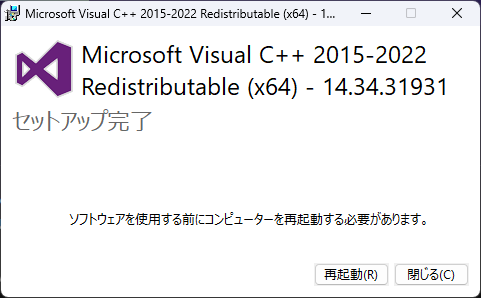 Microsoft Visual C++ 2015-2022 Redistributable (x64) - 1...
Microsoft Visual C++ 2015-2022
Redistributable (x64) - 14.34.31931
セットアップ完了
ソフトウェアを使用する前にコンピューターを再起動する必要があります。
再起動(R) 閉じる(C)